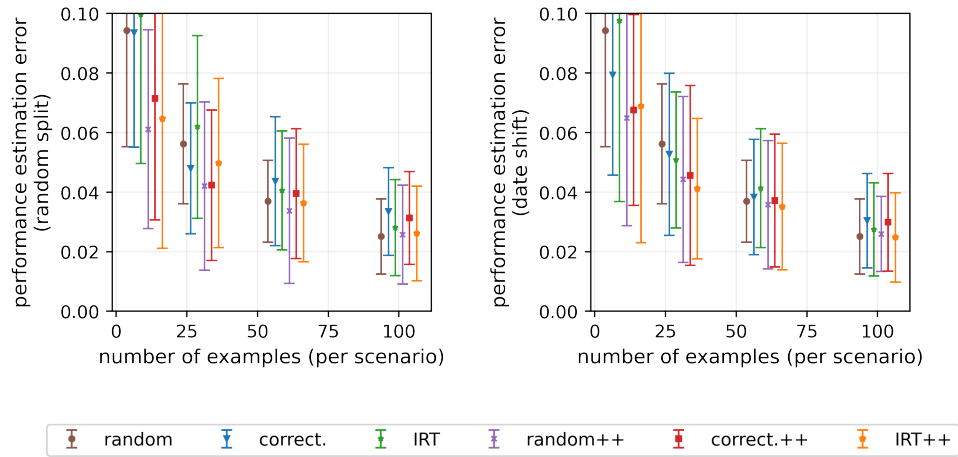 performance estimation error
(random split)
0.10
0.08
0.06
0.04
0.02
0.00
0 25 50 75 100
number of examples (per scenario)
performance estimation error
(date shift)
0.10
0.08
0.06
0.04
0.02
0.00
0 25 50 75 100
number of examples (per scenario)
random correct. IRT random++ correct.++ IRT++